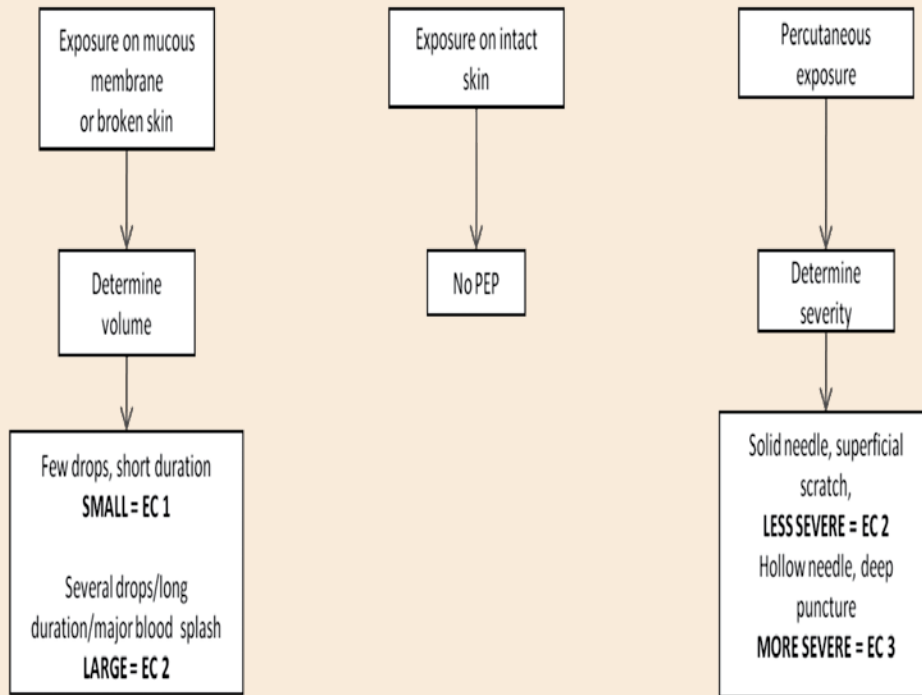 Exposure on mucous
membrane
or broken skin
Determine
volume
Few drops, short duration
SMALL = EC 1
Several drops/long
duration/major blood splash
LARGE = EC 2
Exposure on intact
skin
No PEP
Percutaneous
exposure
Determine
severity
Solid needle, superficial
scratch,
LESS SEVERE = EC 2
Hollow needle, deep
puncture
MORE SEVERE = EC 3